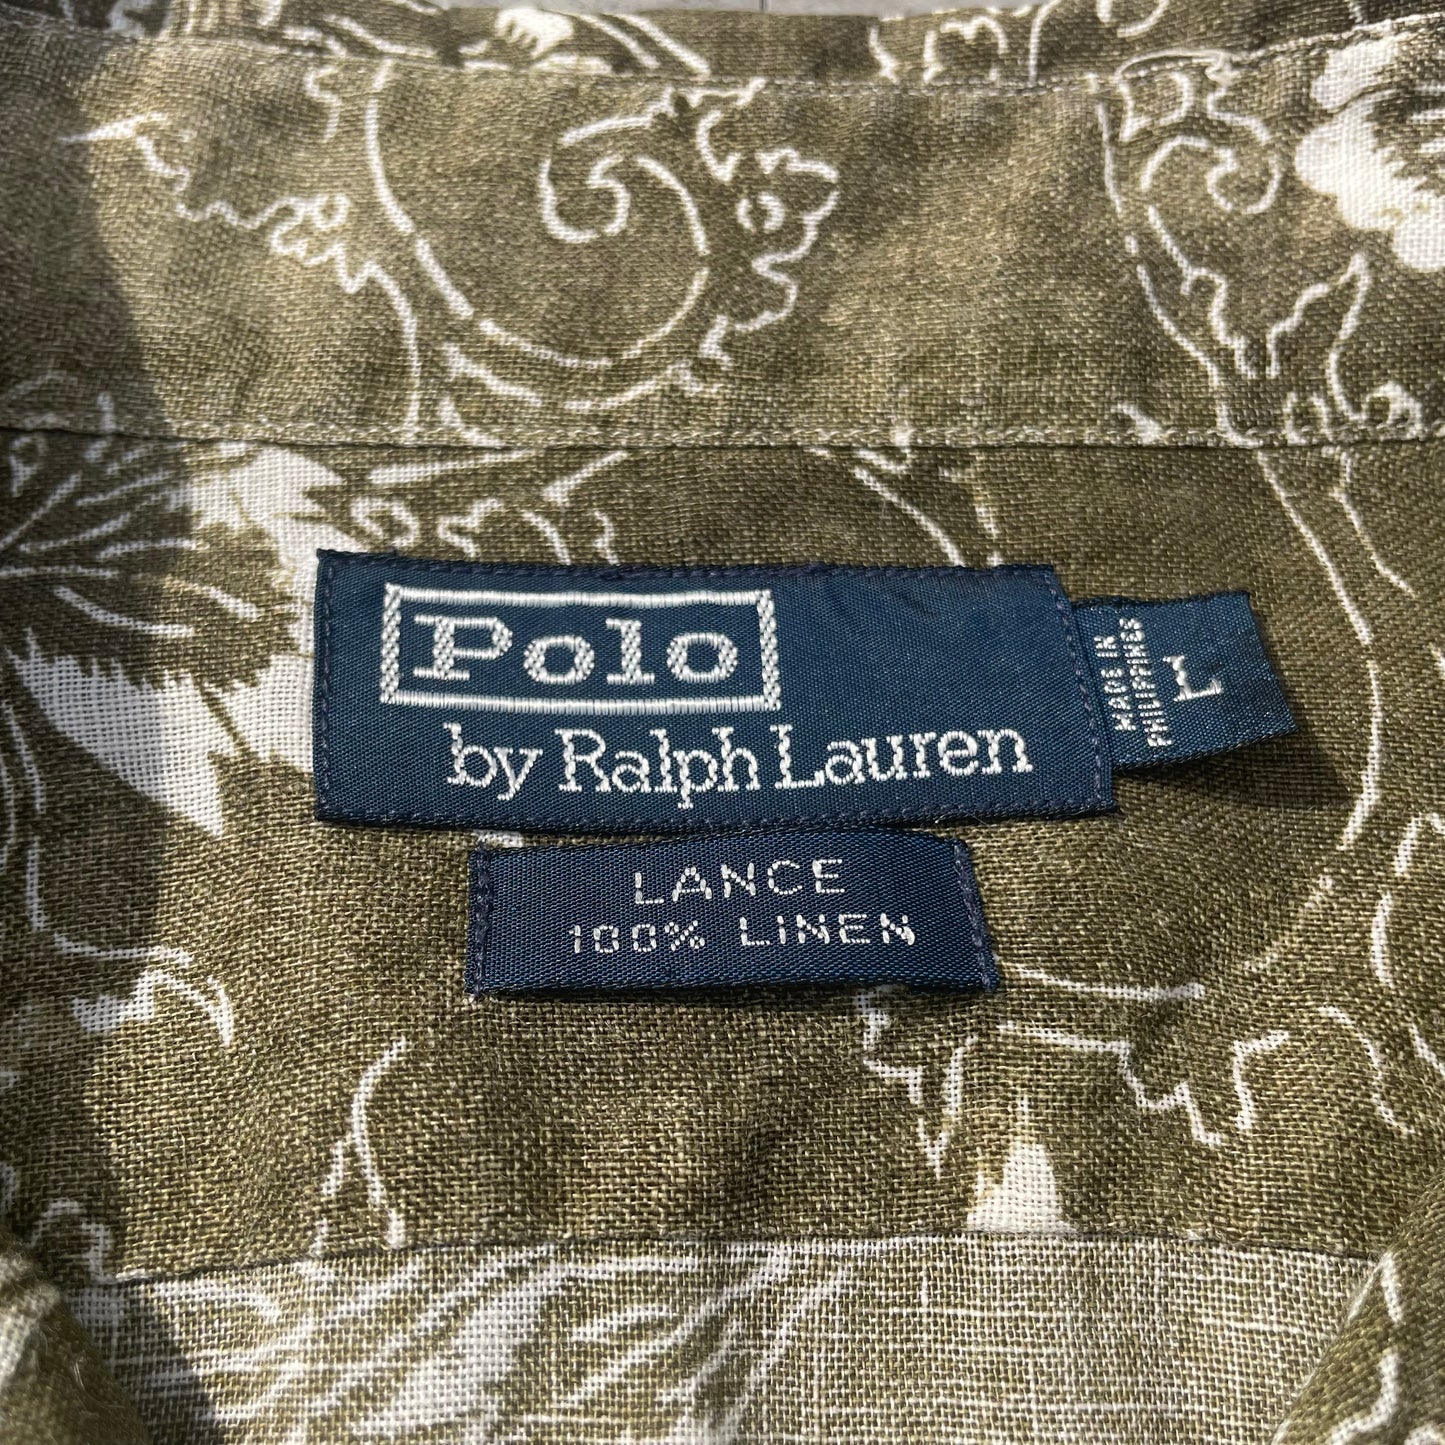 Polo
by Ralph Lauren
MADE IN
PHILIPPINES
L
LANCE
100% LINEN